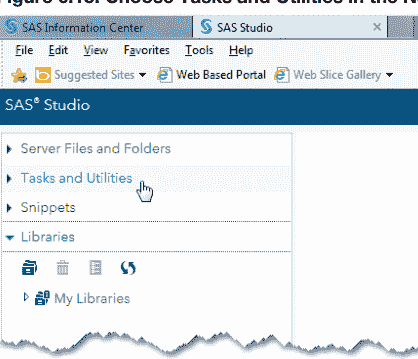 SAS Information Center SAS Studio
File Edit View Favorites Tools Help
Suggested Sites Web Based Portal Web Slice Gallery
SAS® Studio
Server Files and Folders
Tasks and Utilities
Snippets
Libraries
My Libraries